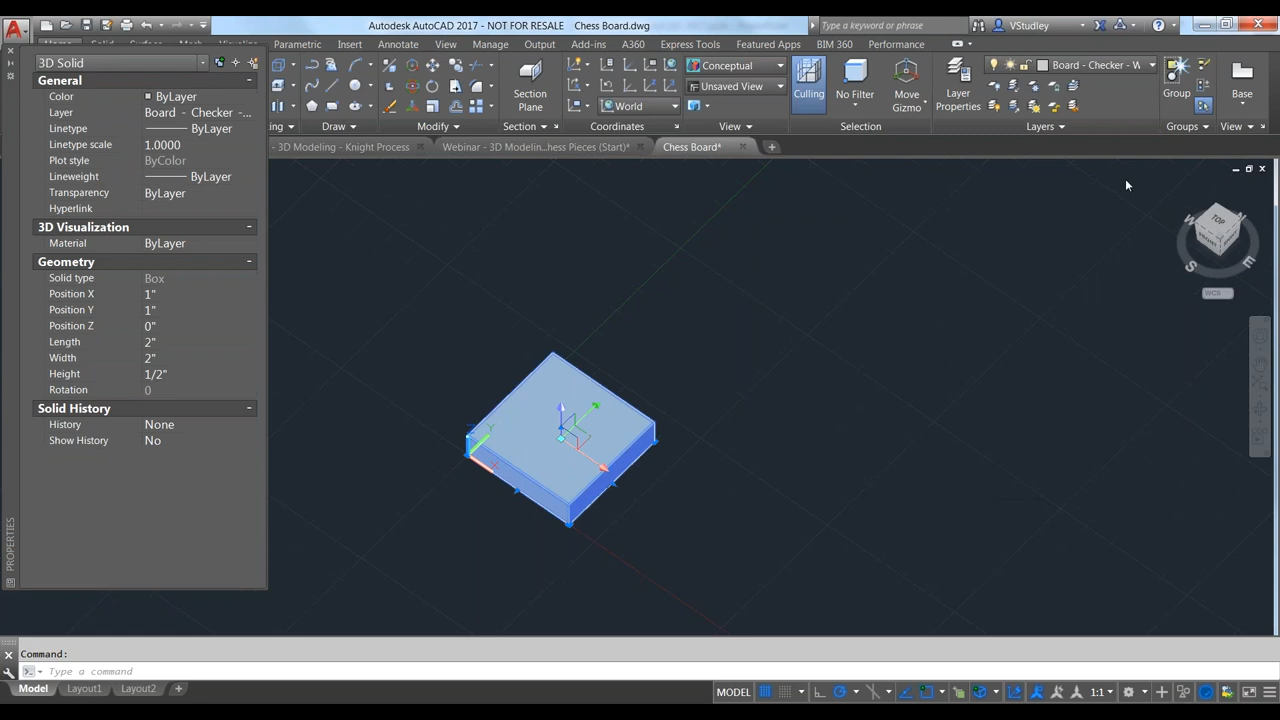 Autodesk AutoCAD 2017 - NOT FOR RESALE Chess Board.dwg
Type a keyword or phrase
VStudley
Parametric Insert Annotate View Manage Output Add-ins A360 Express Tools Featured Apps BIM 360 Performance
3D Solid
General
Color ByLayer
Layer Board - Checker -...
Linetype ByLayer
Linetype scale 1.0000
Plot style ByColor
Lineweight ByLayer
Transparency ByLayer
Hyperlink
3D Visualization
Material ByLayer
Geometry
Solid type Box
Position X 1"
Position Y 1"
Position Z 0"
Length 2"
Width 2"
Height 1/2"
Rotation 0
Solid History
History None
Show History No
PROPERTIES
Conceptual
Unsaved View
World
Section
Plane
Culling
No Filter
Move
Gizmo
Layer
Properties
Board - Checker - W
Group
Base
Draw Modify Section Coordinates View Selection Layers Groups View
- 3D Modeling - Knight Process
Webinar - 3D Modelin...hess Pieces (Start)*
Chess Board*
TOP
FRONT
W N S E
WCS
Y
X
Command:
Type a command
Model Layout1 Layout2
MODEL
1:1